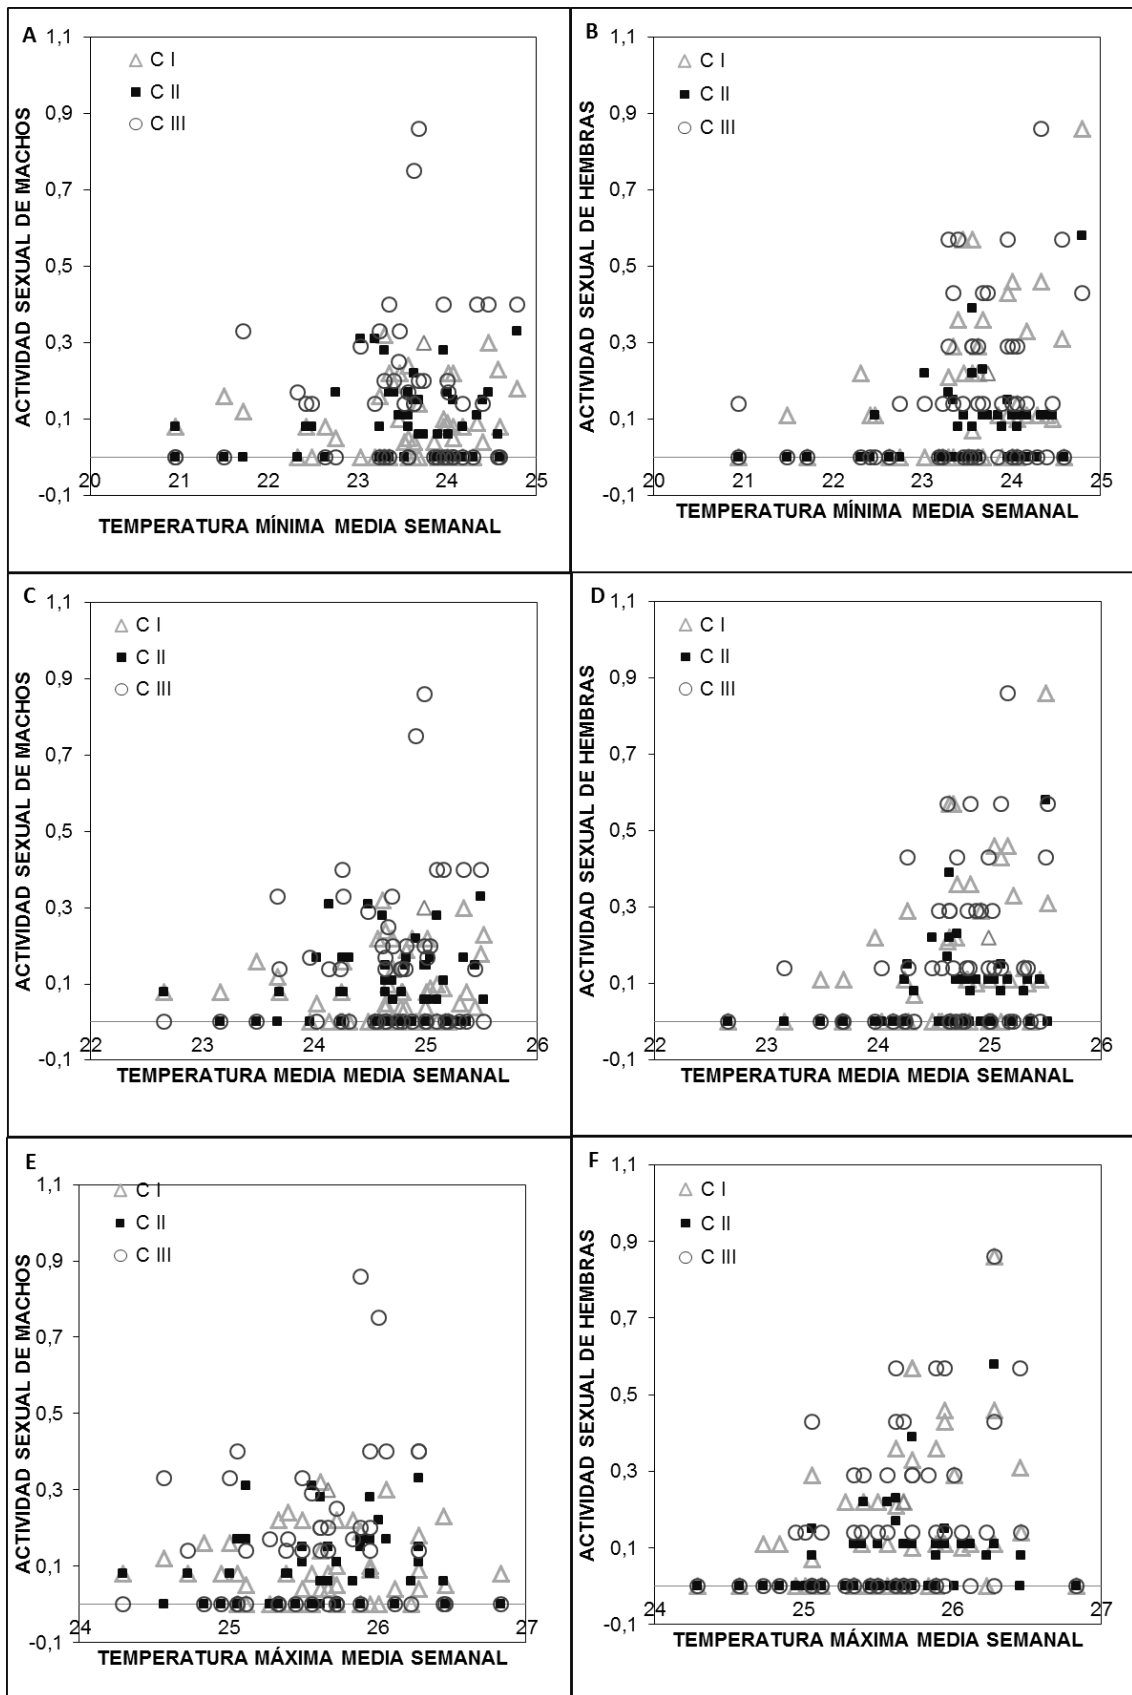 A
1,1
0,9
0,7
0,5
0,3
0,1
-0,1
C I
C II
C III
ACTIVIDAD SEXUAL DE MACHOS
20 21 22 23 24 25
TEMPERATURA MÍNIMA MEDIA SEMANAL
B
1,1
0,9
0,7
0,5
0,3
0,1
-0,1
C I
C II
C III
ACTIVIDAD SEXUAL DE HEMBRAS
20 21 22 23 24 25
TEMPERATURA MÍNIMA MEDIA SEMANAL
C
1,1
0,9
0,7
0,5
0,3
0,1
-0,1
C I
C II
C III
ACTIVIDAD SEXUAL DE MACHOS
22 23 24 25 26
TEMPERATURA MEDIA MEDIA SEMANAL
D
1,1
0,9
0,7
0,5
0,3
0,1
-0,1
C I
C II
C III
ACTIVIDAD SEXUAL DE HEMBRAS
22 23 24 25 26
TEMPERATURA MEDIA MEDIA SEMANAL
E
1,1
0,9
0,7
0,5
0,3
0,1
-0,1
C I
C II
C III
ACTIVIDAD SEXUAL DE MACHOS
24 25 26 27
TEMPERATURA MÁXIMA MEDIA SEMANAL
F
1,1
0,9
0,7
0,5
0,3
0,1
-0,1
C I
C II
C III
ACTIVIDAD SEXUAL DE HEMBRAS
24 25 26 27
TEMPERATURA MÁXIMA MEDIA SEMANAL